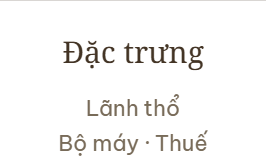 Đặc trưng
Lãnh thổ
Bộ máy · Thuế